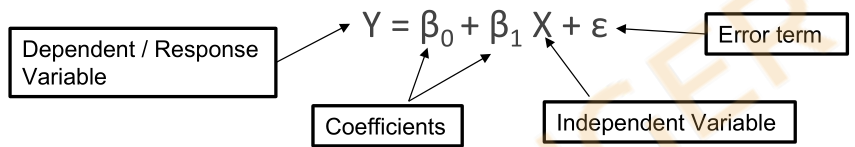 Y = β₀ + β₁ X + ε
Error term
Dependent / Response
Variable
Coefficients
Independent Variable